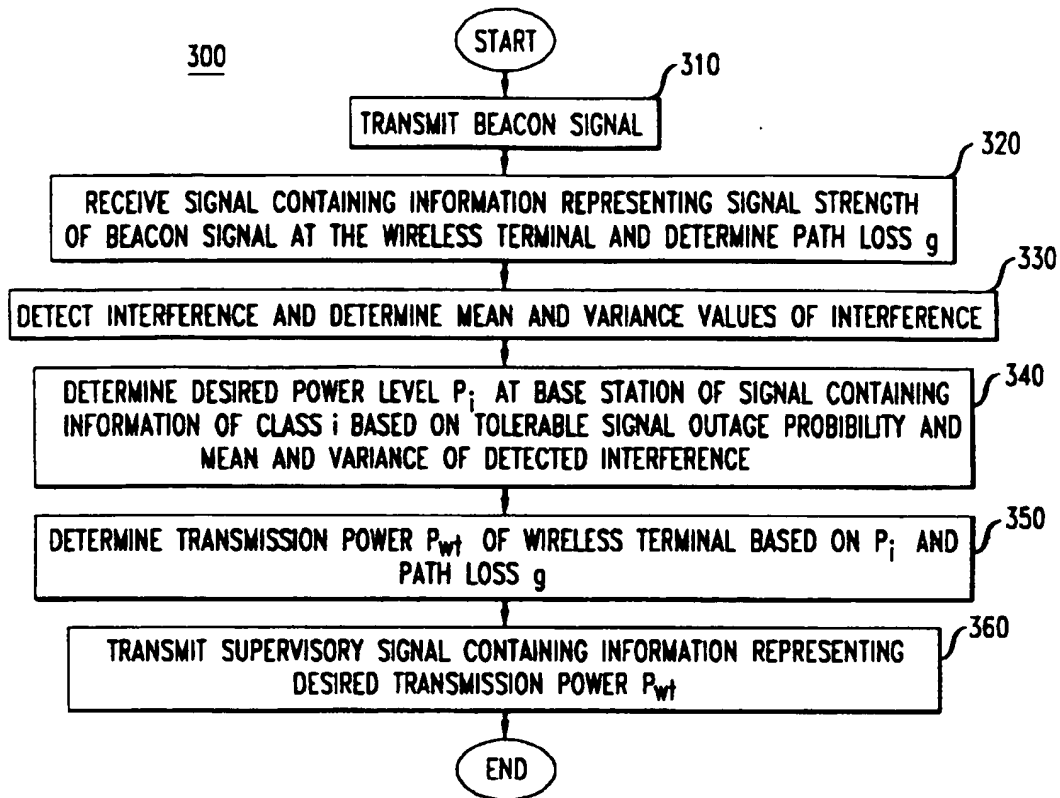 START
300
310
TRANSMIT BEACON SIGNAL
320
RECEIVE SIGNAL CONTAINING INFORMATION REPRESENTING SIGNAL STRENGTH
OF BEACON SIGNAL AT THE WIRELESS TERMINAL AND DETERMINE PATH LOSS g
330
DETECT INTERFERENCE AND DETERMINE MEAN AND VARIANCE VALUES OF INTERFERENCE
340
DETERMINE DESIRED POWER LEVEL Pi AT BASE STATION OF SIGNAL CONTAINING
INFORMATION OF CLASS i BASED ON TOLERABLE SIGNAL OUTAGE PROBIBILITY AND
MEAN AND VARIANCE OF DETECTED INTERFERENCE
350
DETERMINE TRANSMISSION POWER Pwt OF WIRELESS TERMINAL BASED ON Pi AND
PATH LOSS g
360
TRANSMIT SUPERVISORY SIGNAL CONTAINING INFORMATION REPRESENTING
DESIRED TRANSMISSION POWER Pwt
END